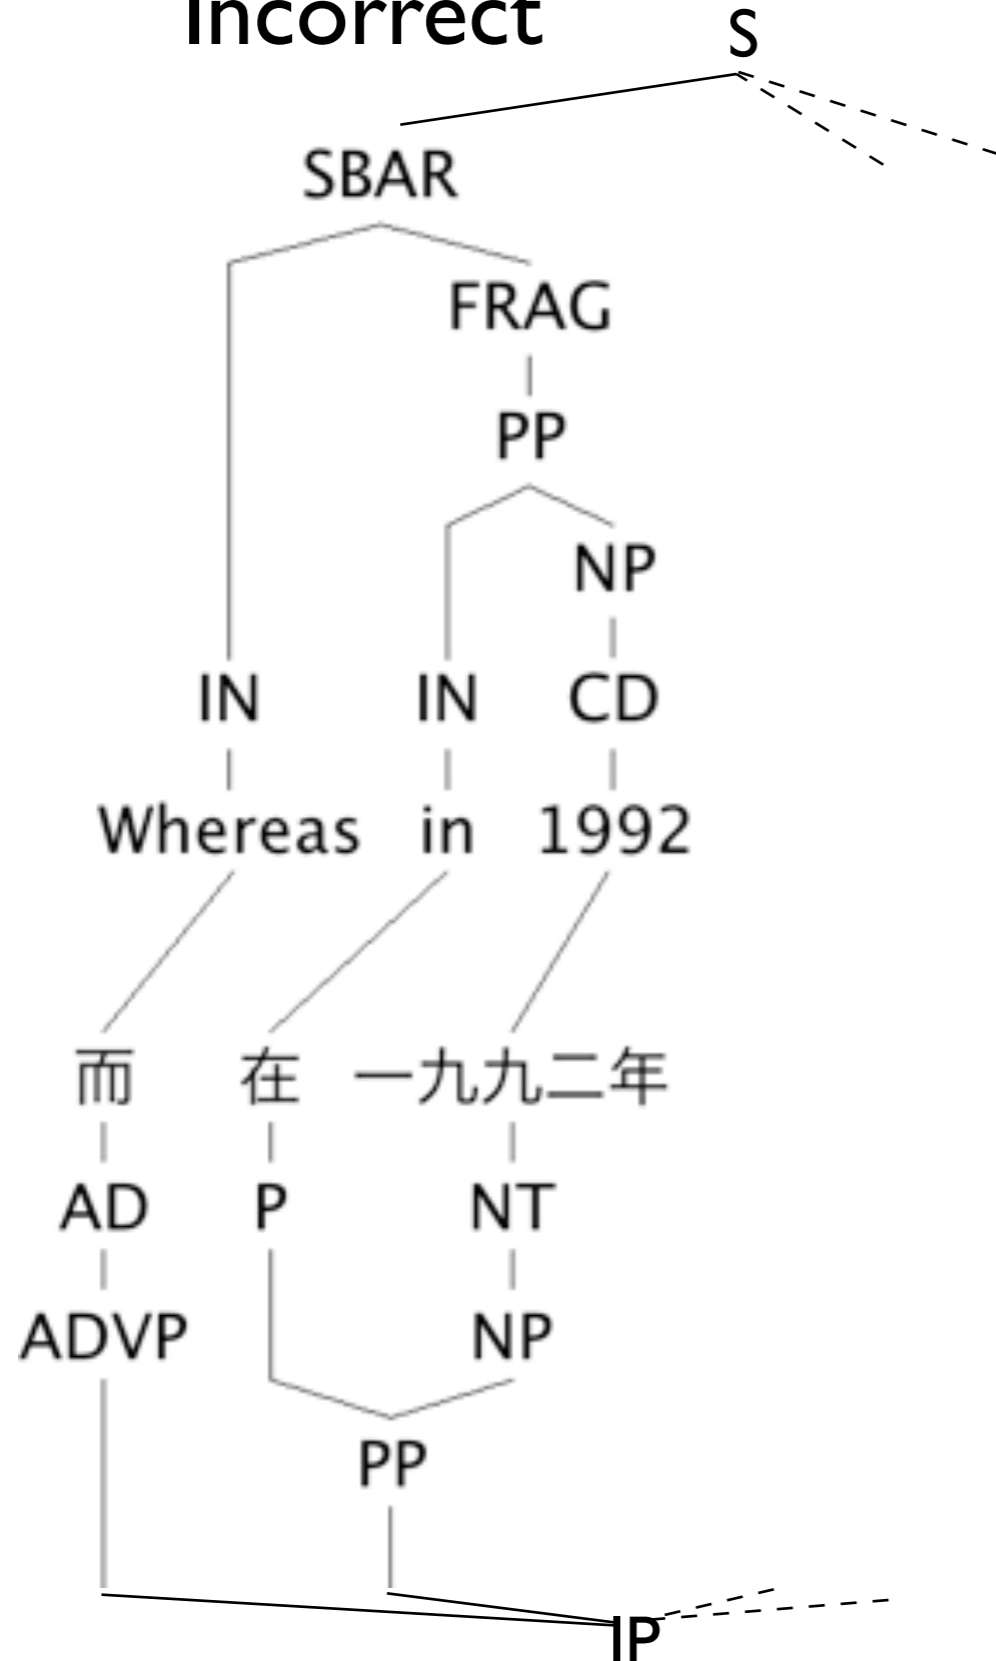 Incorrect
S
SBAR
FRAG
PP
NP
IN IN CD
Whereas in 1992
而 在 一九九二年
AD P NT
ADVP NP
PP
IP